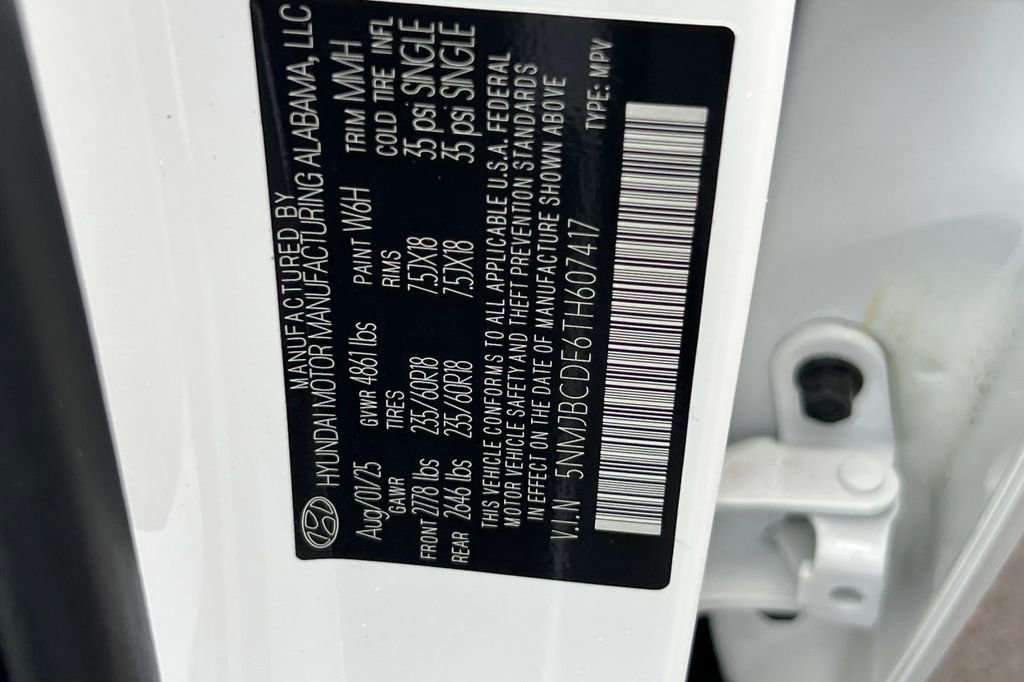 MANUFACTURED BY
HYUNDAI MOTOR MANUFACTURING ALABAMA, LLC
Aug/01/25 GVWR 4861 lbs PAINT W6H TRIM MMH
GAWR TIRES RIMS COLD TIRE INFL
FRONT 2778 lbs 235/60R18 7.5JX18 35 psi SINGLE
REAR 2646 lbs 235/60R18 7.5JX18 35 psi SINGLE
THIS VEHICLE CONFORMS TO ALL APPLICABLE U.S.A. FEDERAL
MOTOR VEHICLE SAFETY AND THEFT PREVENTION STANDARDS
IN EFFECT ON THE DATE OF MANUFACTURE SHOWN ABOVE
V.I.N 5NMJBCDE6TH607417 TYPE: MPV